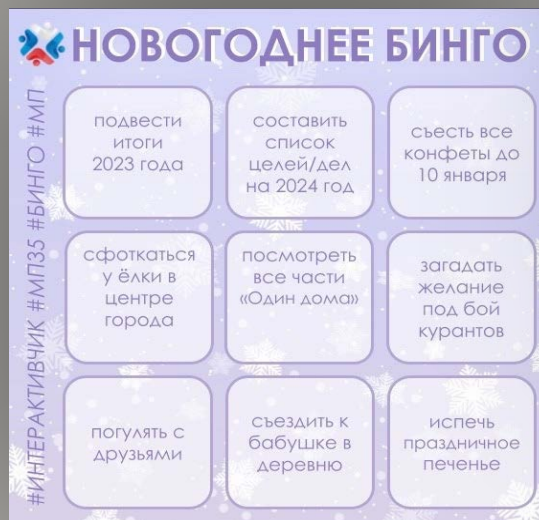 НОВОГОДНЕЕ БИНГО
#ИНТЕРАКТИВЧИК #МП35 #БИНГО #МП
подвести
итоги
2023 года
составить
список
целей/дел
на 2024 год
съесть все
конфеты до
10 января
сфоткаться
у ёлки в
центре
города
посмотреть
все части
«Один дома»
загадать
желание
под бой
курантов
погулять с
друзьями
съездить к
бабушке в
деревню
испечь
праздничное
печенье